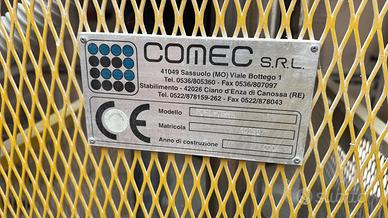 COMEC S.R.L.
41049 Sassuolo (MO) Viale Bottego 1
Tel. 0536/805360 - Fax 0536/807097
Stabilimento - 42026 Ciano d'Enza di Canossa (RE)
Tel. 0522/878159-262 - Fax 0522/878043
CE
Modello
Matricola
Anno di costruzione